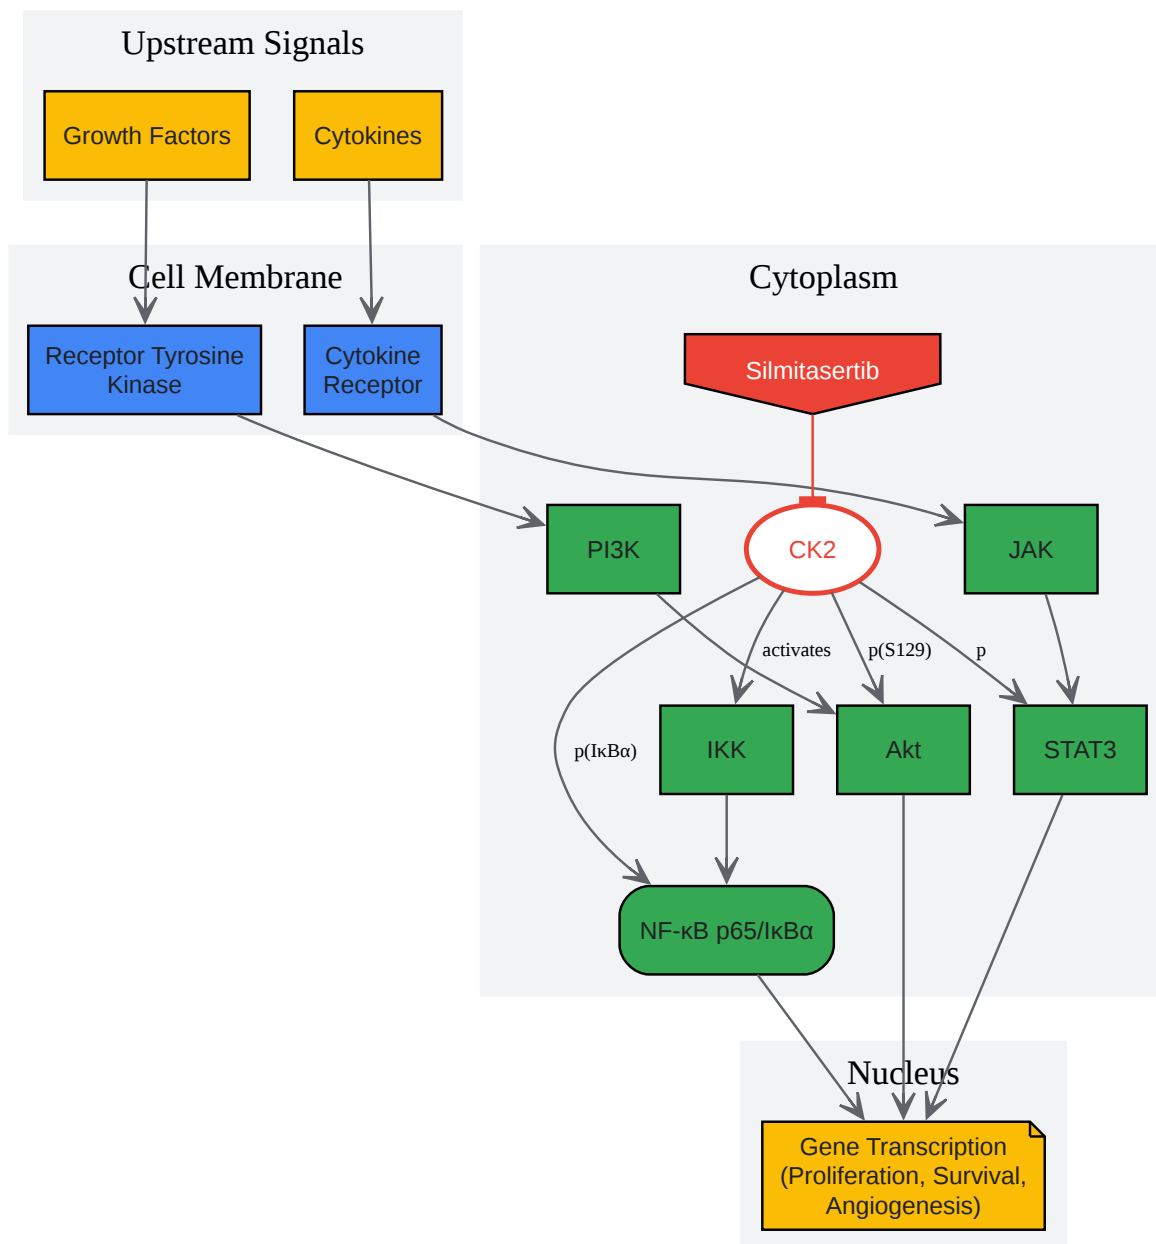 Upstream Signals
Growth Factors
Cytokines
Cell Membrane
Receptor Tyrosine
Kinase
Cytokine
Receptor
Cytoplasm
Silmitasertib
PI3K
CK2
JAK
activates
p(S129)
p
p(IκBα)
IKK
Akt
STAT3
NF-κB p65/IκBα
Nucleus
Gene Transcription
(Proliferation, Survival,
Angiogenesis)